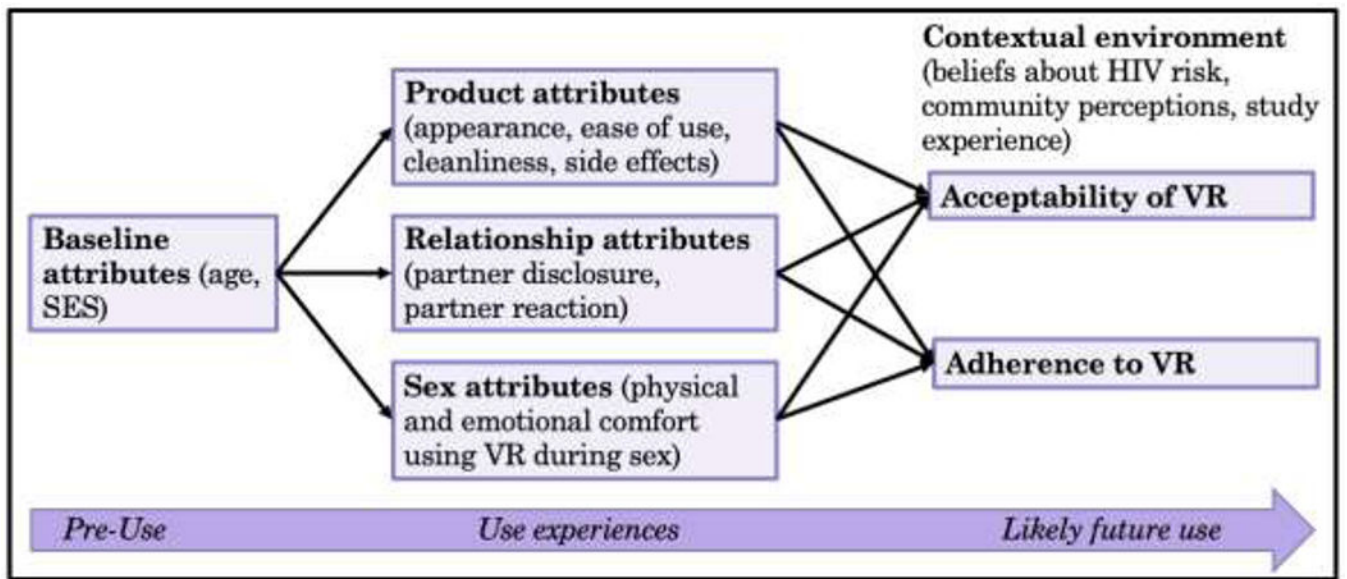 Contextual environment
(beliefs about HIV risk,
community perceptions, study
experience)
Product attributes
(appearance, ease of use,
cleanliness, side effects)
Baseline
attributes (age,
SES)
Relationship attributes
(partner disclosure,
partner reaction)
Sex attributes (physical
and emotional comfort
using VR during sex)
Acceptability of VR
Adherence to VR
Pre-Use
Use experiences
Likely future use